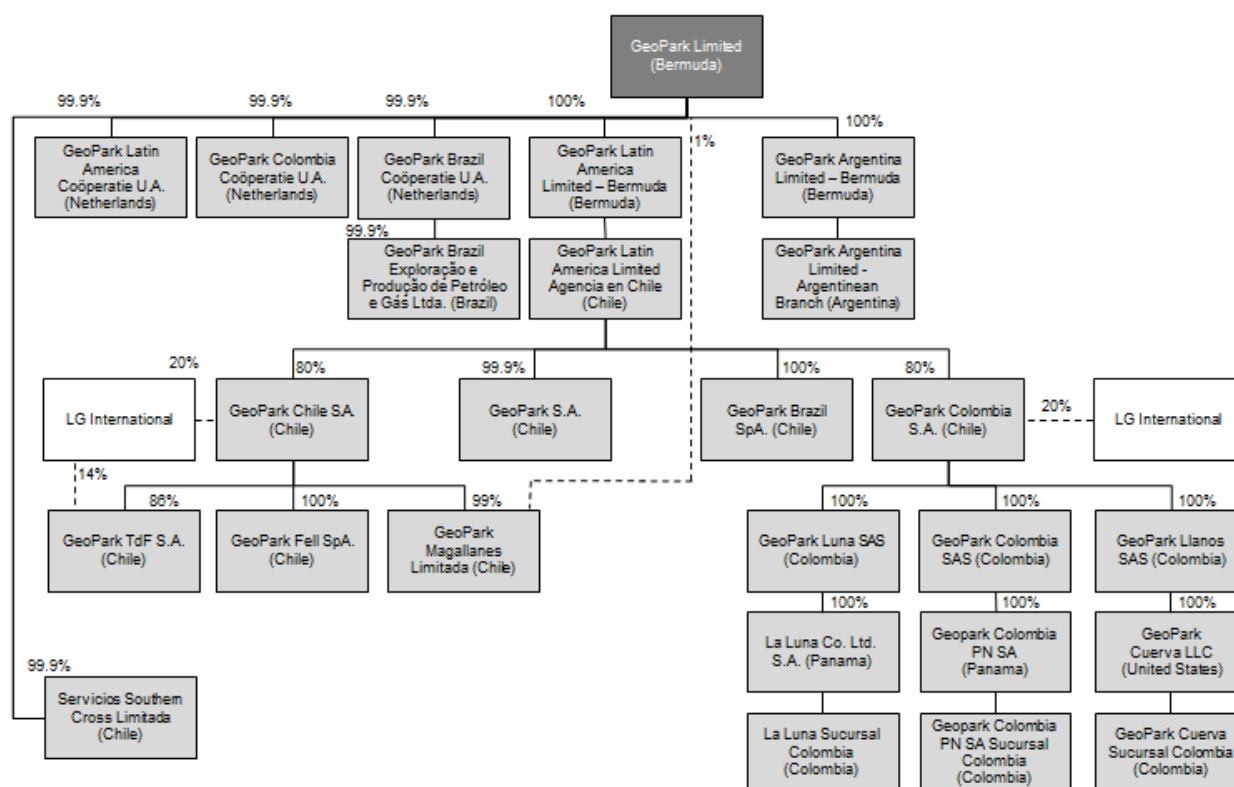 GeoPark Limited
(Bermuda)
99.9%
99.9%
99.9%
100%
100%
1%
GeoPark Latin
America
Coöperatie U.A.
(Netherlands)
GeoPark Colombia
Coöperatie U.A.
(Netherlands)
GeoPark Brazil
Coöperatie U.A.
(Netherlands)
GeoPark Latin
America
Limited – Bermuda
(Bermuda)
GeoPark Argentina
Limited – Bermuda
(Bermuda)
99.9%
GeoPark Brazil
Exploração e
Produção de Petróleo
e Gás Ltda. (Brazil)
GeoPark Latin
America Limited
Agencia en Chile
(Chile)
GeoPark Argentina
Limited -
Argentinean
Branch (Argentina)
20%
80%
99.9%
100%
80%
LG International
GeoPark Chile S.A.
(Chile)
GeoPark S.A.
(Chile)
GeoPark Brazil
SpA. (Chile)
GeoPark Colombia
S.A. (Chile)
20%
LG International
14%
86%
100%
99%
100%
100%
100%
GeoPark TdF S.A.
(Chile)
GeoPark Fell SpA.
(Chile)
GeoPark
Magallanes
Limitada (Chile)
GeoPark Luna SAS
(Colombia)
GeoPark Colombia
SAS (Colombia)
GeoPark Llanos
SAS (Colombia)
100%
100%
100%
La Luna Co. Ltd.
S.A. (Panama)
Geopark Colombia
PN SA
(Panama)
GeoPark
Cuerva LLC
(United States)
99.9%
Servicios Southern
Cross Limitada
(Chile)
La Luna Sucursal
Colombia
(Colombia)
Geopark Colombia
PN SA Sucursal
Colombia
(Colombia)
GeoPark Cuerva
Sucursal Colombia
(Colombia)